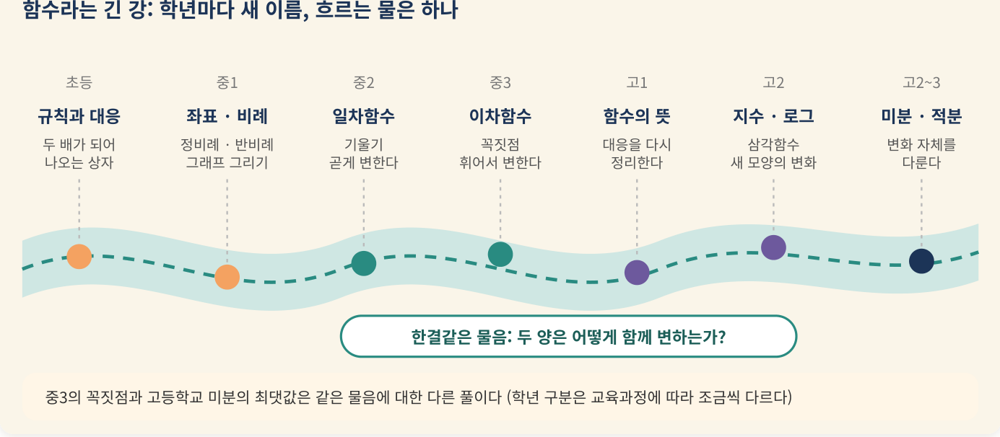 함수라는 긴 강: 학년마다 새 이름, 흐르는 물은 하나
초등
규칙과 대응
두 배가 되어
나오는 상자
중1
좌표 · 비례
정비례 · 반비례
그래프 그리기
중2
일차함수
기울기
곧게 변한다
중3
이차함수
꼭짓점
휘어서 변한다
고1
함수의 뜻
대응을 다시
정리한다
고2
지수 · 로그
삼각함수
새 모양의 변화
고2~3
미분 · 적분
변화 자체를
다룬다
한결같은 물음: 두 양은 어떻게 함께 변하는가?
중3의 꼭짓점과 고등학교 미분의 최댓값은 같은 물음에 대한 다른 풀이다 (학년 구분은 교육과정에 따라 조금씩 다르다)